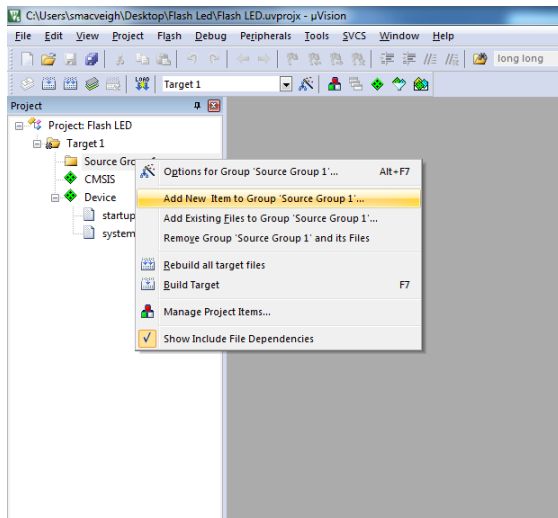 C:\Users\smacveigh\Desktop\Flash Led\Flash LED.uvprojx - µVision
File Edit View Project Flash Debug Peripherals Tools SVCS Window Help
long long
LOAD Target 1
Project
Project: Flash LED
Target 1
Source Gro
CMSIS
Device
startup
system
Options for Group 'Source Group 1'... Alt+F7
Add New Item to Group 'Source Group 1'...
Add Existing Files to Group 'Source Group 1'...
Remove Group 'Source Group 1' and its Files
Rebuild all target files
Build Target F7
Manage Project Items...
Show Include File Dependencies